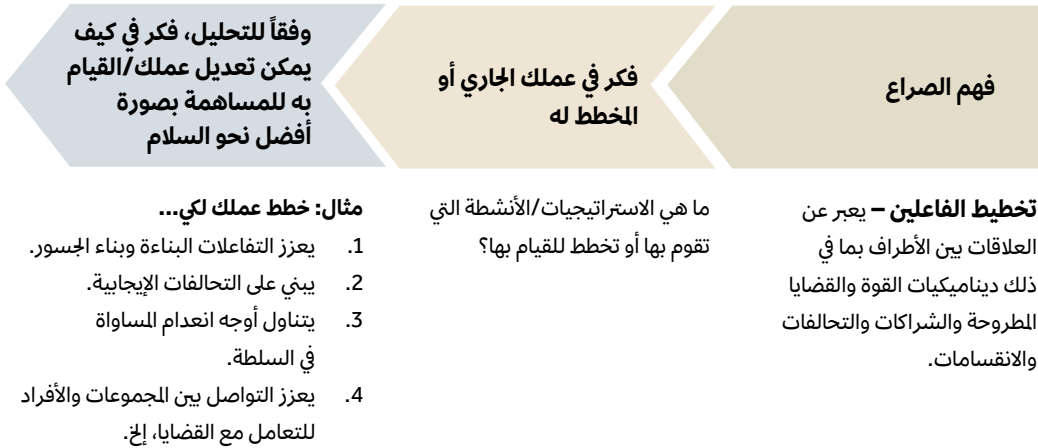 فهم الصراع
فكر في عملك الجاري أو
المخطط له
وفقاً للتحليل، فكر في كيف
يمكن تعديل عملك/القيام
به للمساهمة بصورة
أفضل نحو السلام
تخطيط الفاعلين – يعبر عن
العلاقات بين الأطراف بما في
ذلك ديناميكيات القوة والقضايا
المطروحة والشراكات والتحالفات
والانقسامات.
ما هي الاستراتيجيات/الأنشطة التي
تقوم بها أو تخطط للقيام بها؟
مثال: خطط عملك لكي...
1. يعزز التفاعلات البناءة وبناء الجسور.
2. يبني على التحالفات الإيجابية.
3. يتناول أوجه انعدام المساواة
في السلطة.
4. يعزز التواصل بين المجموعات والأفراد
للتعامل مع القضايا، إلخ.